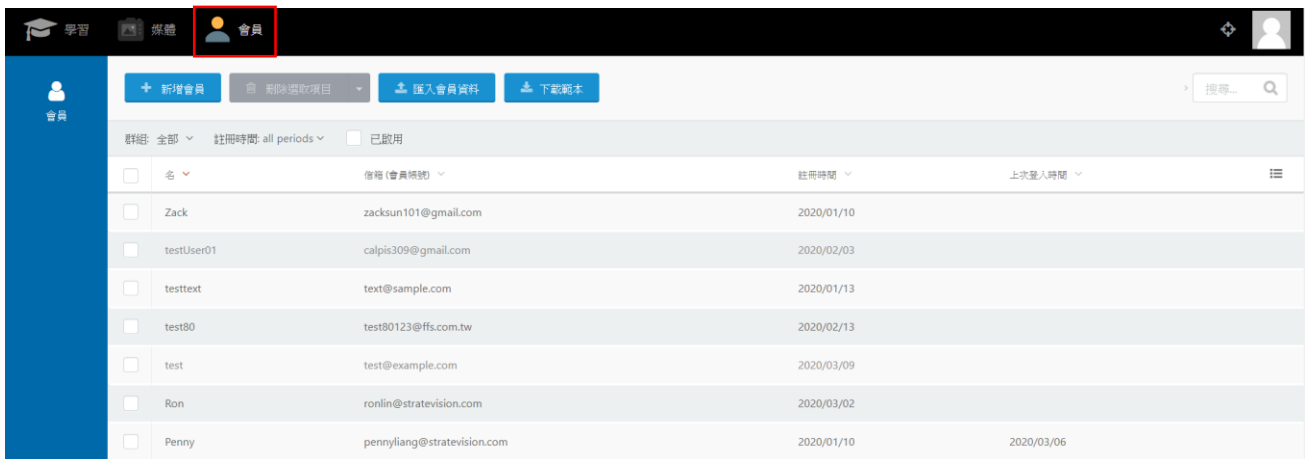 學習 媒體 會員
會員
新增會員 刪除選取項目 匯入會員資料 下載範本 搜尋...
群組: 全部 註冊時間: all periods 已啟用
名 信箱 (會員帳號) 註冊時間 上次登入時間
Zack zacksun101@gmail.com 2020/01/10
testUser01 calpis309@gmail.com 2020/02/03
testtext text@sample.com 2020/01/13
test80 test80123@ffs.com.tw 2020/02/13
test test@example.com 2020/03/09
Ron ronlin@stratevision.com 2020/03/02
Penny pennyliang@stratevision.com 2020/01/10 2020/03/06